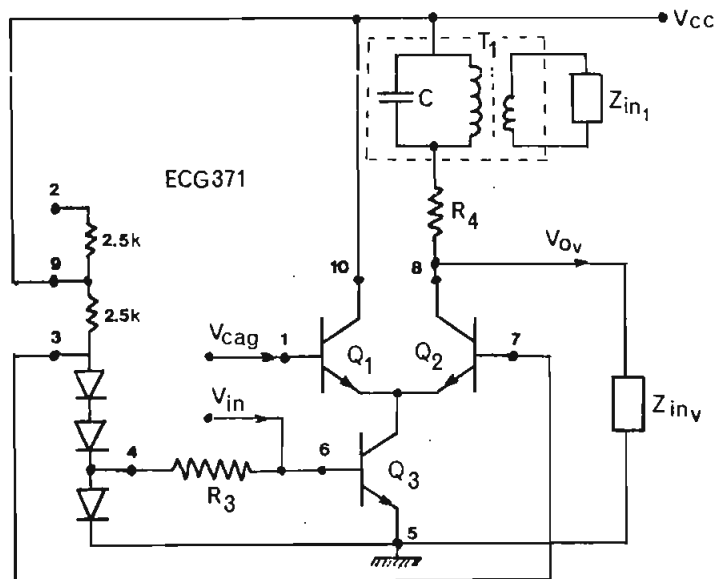 Vcc
T1
C
Zin1
ECG371
2
2.5k
R4
9
10
8
Vov
2.5k
3
Vcag
1
Q1
Q2
7
Vin
Zinv
4
6
R3
Q3
5